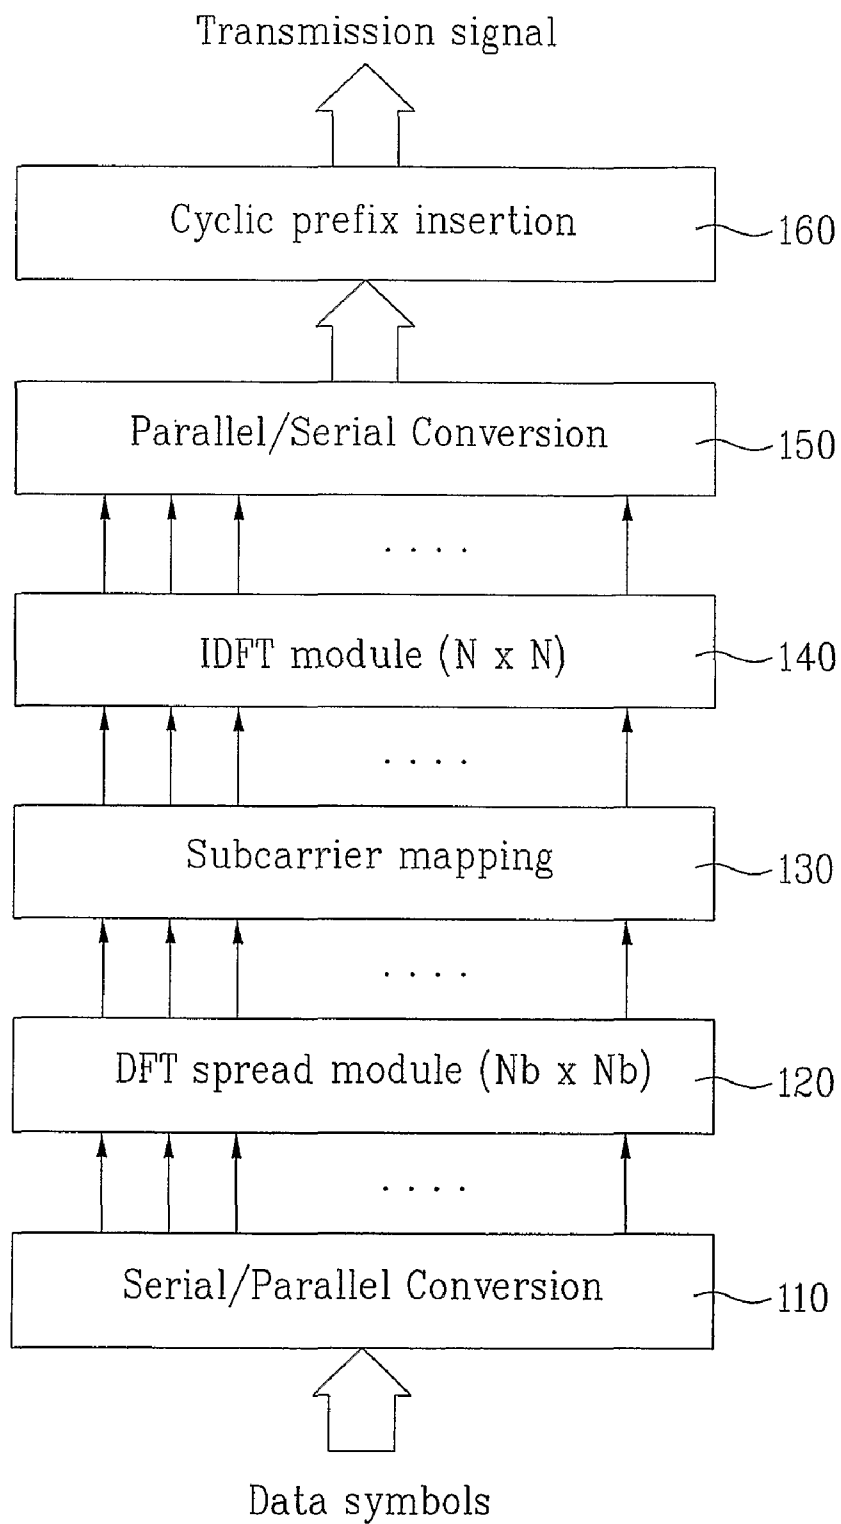 Transmission signal
Cyclic prefix insertion
160
Parallel/Serial Conversion
150
. . . .
IDFT module (N x N)
140
. . . .
Subcarrier mapping
130
. . . .
DFT spread module (Nb x Nb)
120
. . . .
Serial/Parallel Conversion
110
Data symbols